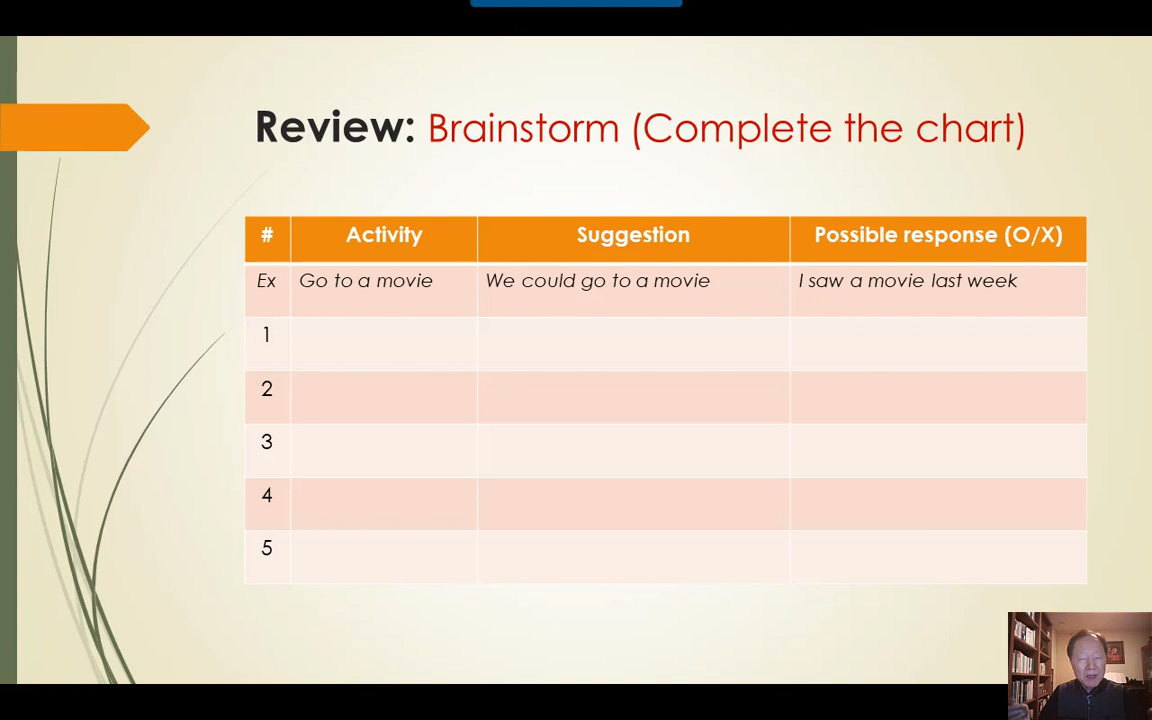 Review: Brainstorm (Complete the chart)
# Activity Suggestion Possible response (O/X)
Ex Go to a movie We could go to a movie I saw a movie last week
1
2
3
4
5